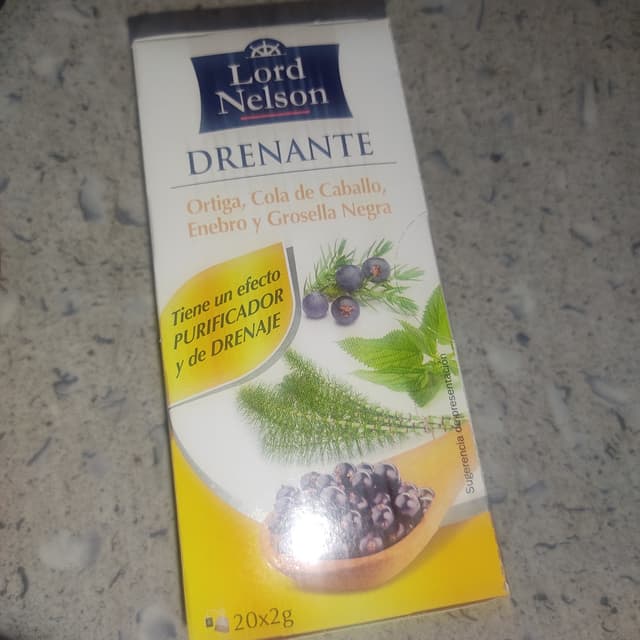 Lord
Nelson
DRENANTE
Ortiga, Cola de Caballo,
Enebro y Grosella Negra
Tiene un efecto
PURIFICADOR
y de DRENAJE
Sugerencia de presentación
20x2g